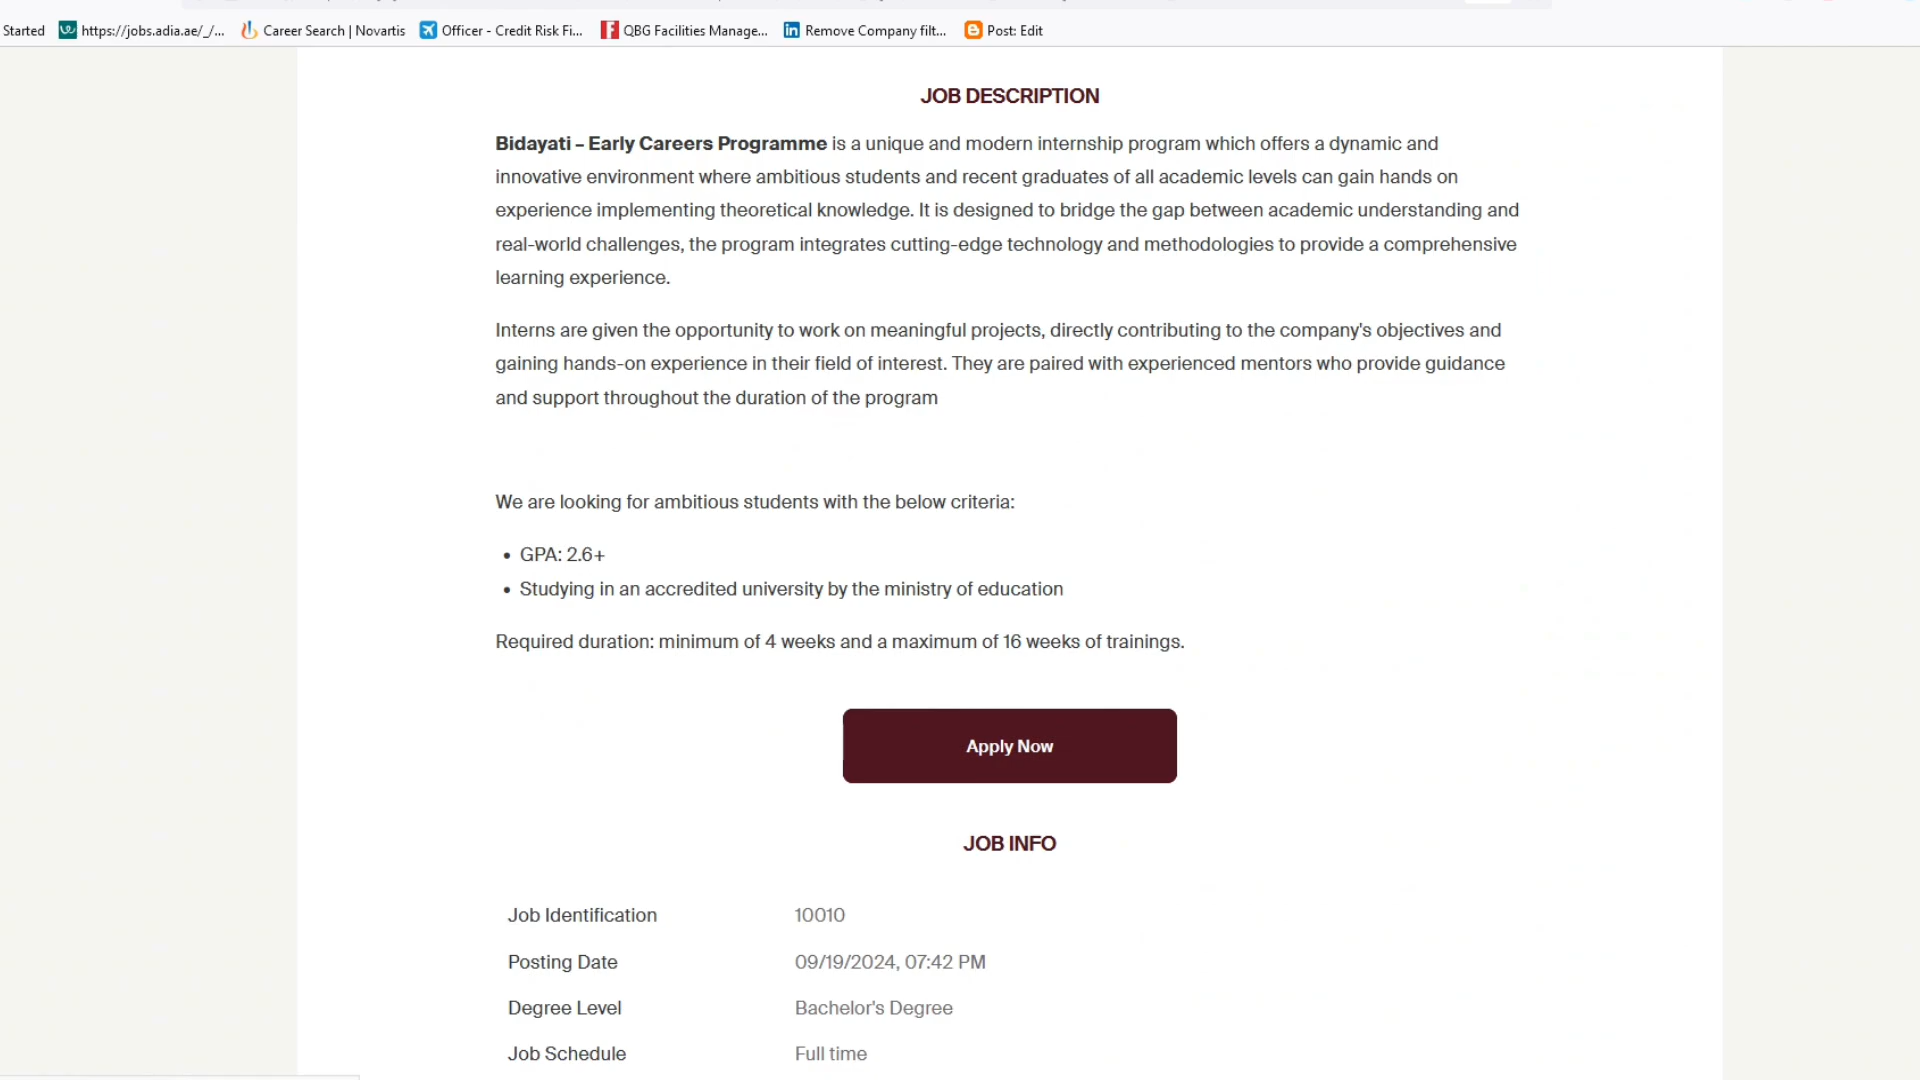 Started https://jobs.adia.ae/_/... Career Search | Novartis Officer - Credit Risk Fi... QBG Facilities Manage... Remove Company filt... Post: Edit
JOB DESCRIPTION
Bidayati – Early Careers Programme is a unique and modern internship program which offers a dynamic and
innovative environment where ambitious students and recent graduates of all academic levels can gain hands on
experience implementing theoretical knowledge. It is designed to bridge the gap between academic understanding and
real-world challenges, the program integrates cutting-edge technology and methodologies to provide a comprehensive
learning experience.
Interns are given the opportunity to work on meaningful projects, directly contributing to the company's objectives and
gaining hands-on experience in their field of interest. They are paired with experienced mentors who provide guidance
and support throughout the duration of the program
We are looking for ambitious students with the below criteria:
• GPA: 2.6+
• Studying in an accredited university by the ministry of education
Required duration: minimum of 4 weeks and a maximum of 16 weeks of trainings.
Apply Now
JOB INFO
Job Identification 10010
Posting Date 09/19/2024, 07:42 PM
Degree Level Bachelor's Degree
Job Schedule Full time